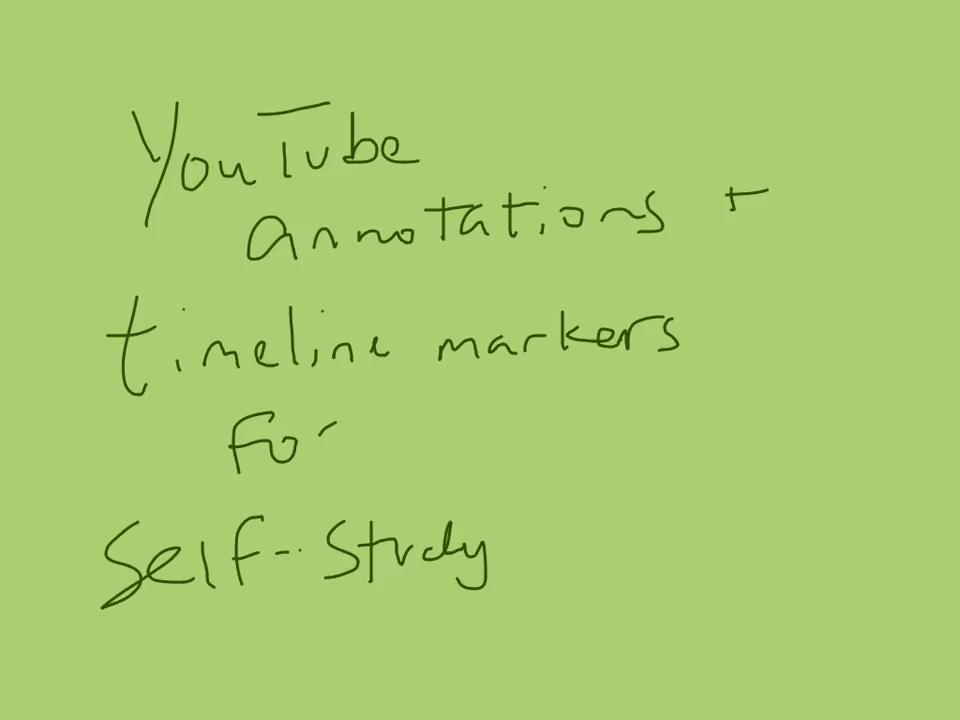 YouTube
annotations +
timeline markers
for
Self-Study